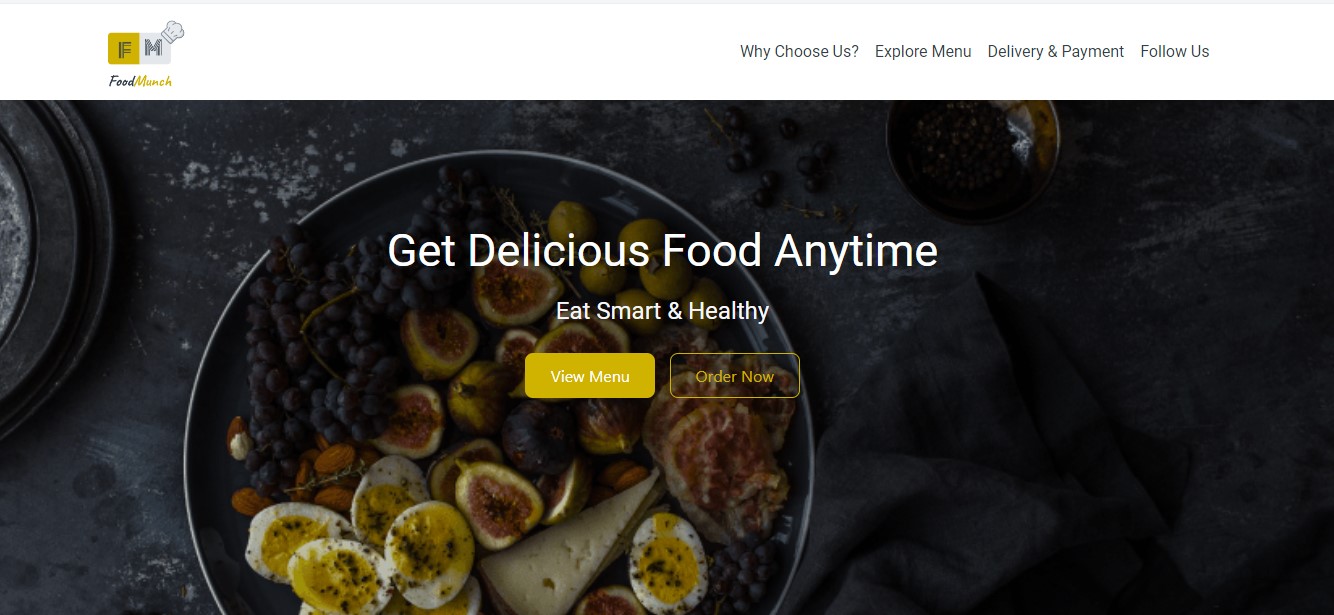 F M
FoodMunch
Why Choose Us? Explore Menu Delivery & Payment Follow Us
Get Delicious Food Anytime
Eat Smart & Healthy
View Menu Order Now